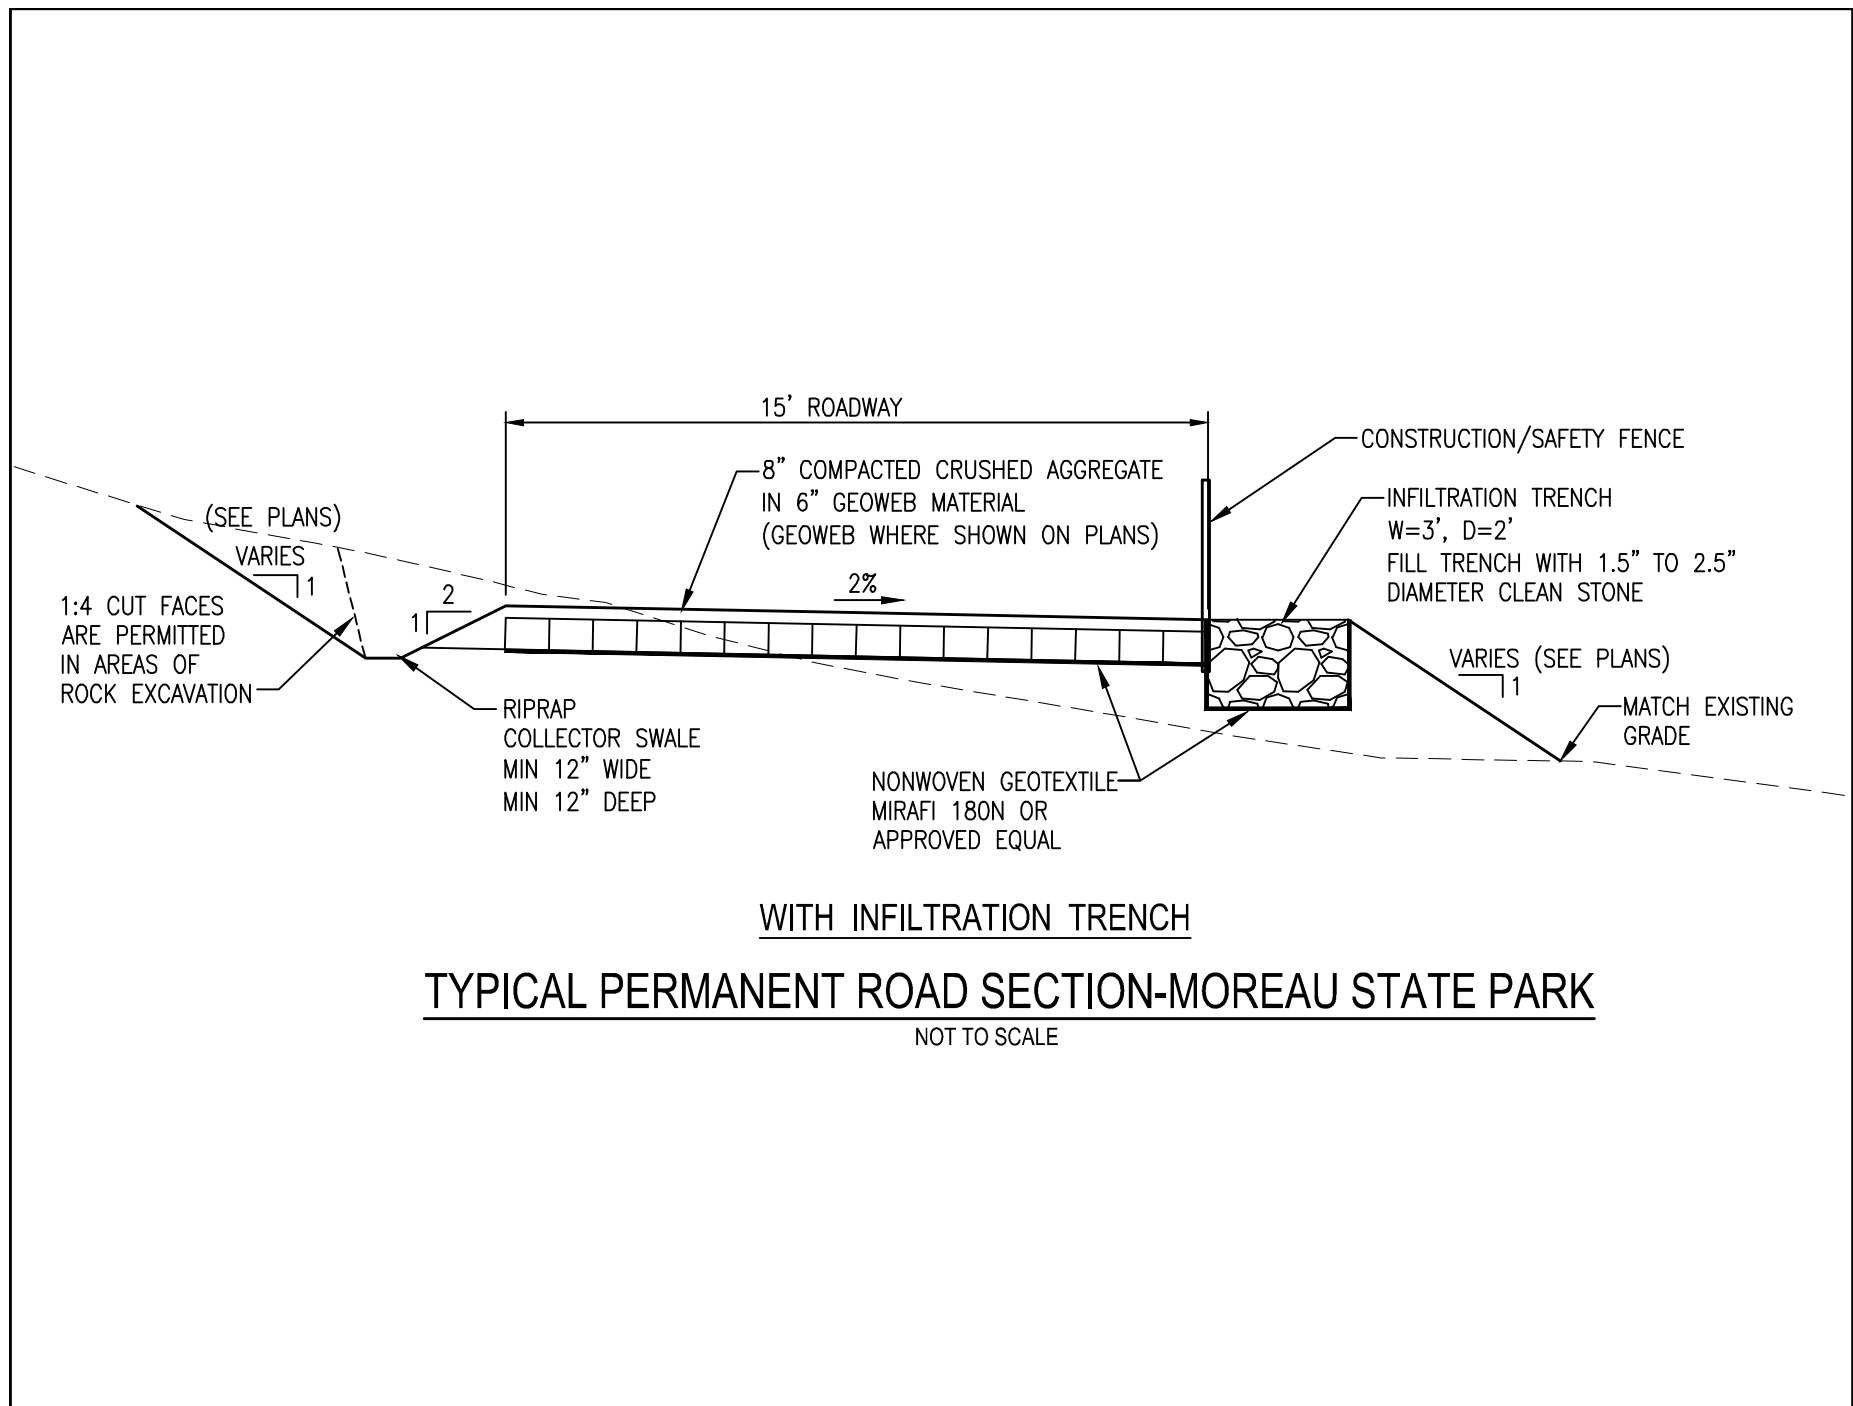 15' ROADWAY
CONSTRUCTION/SAFETY FENCE
8" COMPACTED CRUSHED AGGREGATE
IN 6" GEOWEB MATERIAL
(GEOWEB WHERE SHOWN ON PLANS)
INFILTRATION TRENCH
W=3', D=2'
FILL TRENCH WITH 1.5" TO 2.5"
DIAMETER CLEAN STONE
(SEE PLANS)
VARIES
1
1:4 CUT FACES
ARE PERMITTED
IN AREAS OF
ROCK EXCAVATION
2
1
2%
VARIES (SEE PLANS)
1
MATCH EXISTING
GRADE
RIPRAP
COLLECTOR SWALE
MIN 12" WIDE
MIN 12" DEEP
NONWOVEN GEOTEXTILE
MIRAFI 180N OR
APPROVED EQUAL
WITH INFILTRATION TRENCH
TYPICAL PERMANENT ROAD SECTION-MOREAU STATE PARK
NOT TO SCALE